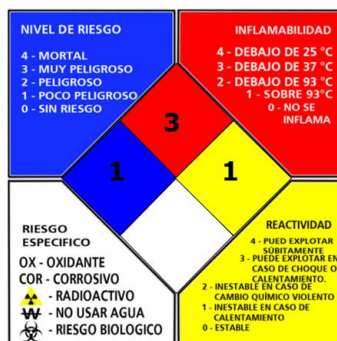 NIVEL DE RIESGO
4 - MORTAL
3 - MUY PELIGROSO
2 - PELIGROSO
1 - POCO PELIGROSO
0 - SIN RIESGO
INFLAMABILIDAD
4 - DEBAJO DE 25 °C
3 - DEBAJO DE 37 °C
2 - DEBAJO DE 93 °C
1 - SOBRE 93°C
0 - NO SE
INFLAMA
3
1
1
RIESGO
ESPECIFICO
OX - OXIDANTE
COR - CORROSIVO
- RADIOACTIVO
W - NO USAR AGUA
- RIESGO BIOLOGICO
REACTIVIDAD
4 - PUED EXPLOTAR
SÚBITAMENTE
3 - PUEDE EXPLOTAR EN
CASO DE CHOQUE O
CALENTAMIENTO.
2 - INESTABLE EN CASO DE
CAMBIO QUÍMICO VIOLENTO
1 - INESTABLE EN CASO DE
CALENTAMIENTO
0 - ESTABLE